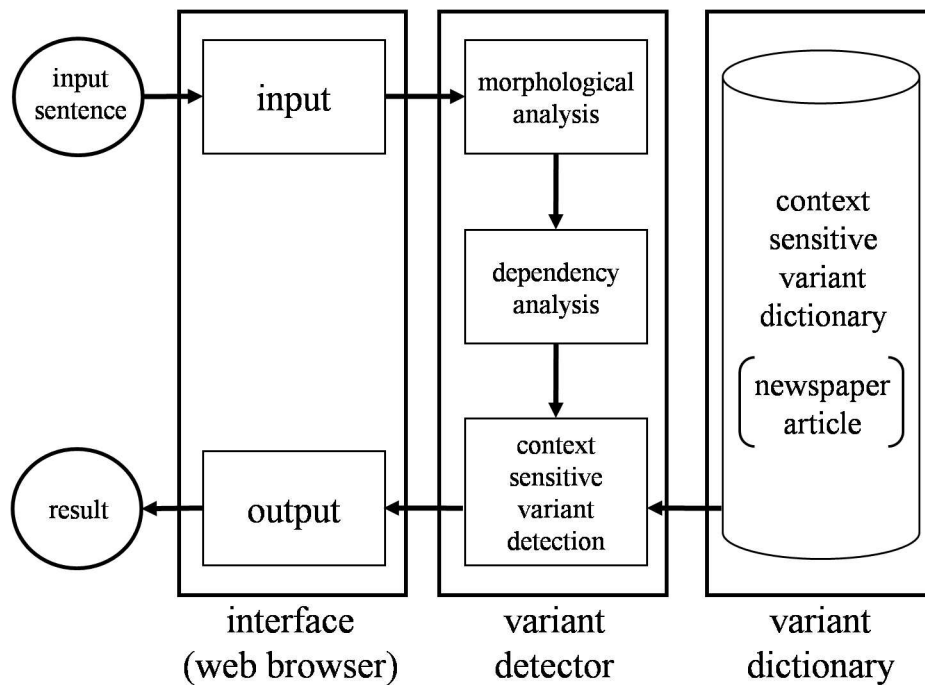 input
sentence
input
morphological
analysis
dependency
analysis
context
sensitive
variant
detection
context
sensitive
variant
dictionary
newspaper
article
output
result
interface
(web browser)
variant
detector
variant
dictionary